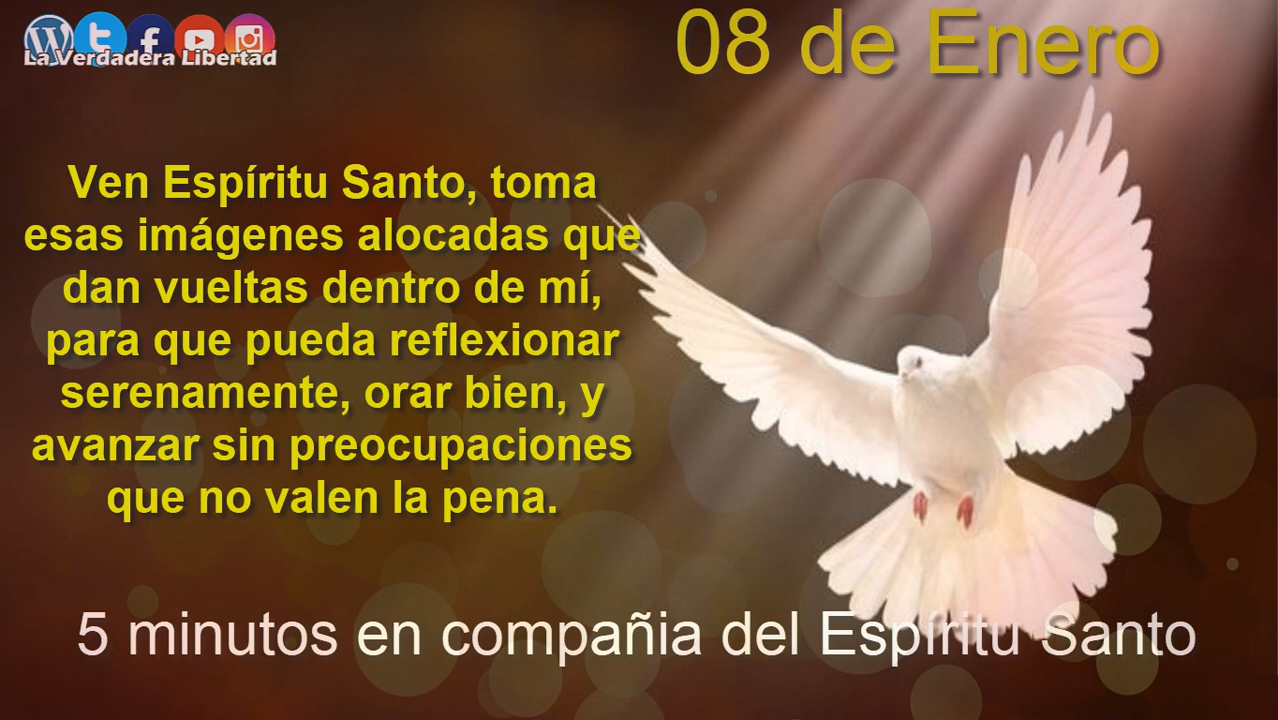 La Verdadera Libertad
08 de Enero
Ven Espíritu Santo, toma
esas imágenes alocadas que
dan vueltas dentro de mí,
para que pueda reflexionar
serenamente, orar bien, y
avanzar sin preocupaciones
que no valen la pena.
5 minutos en compañia del Espíritu Santo